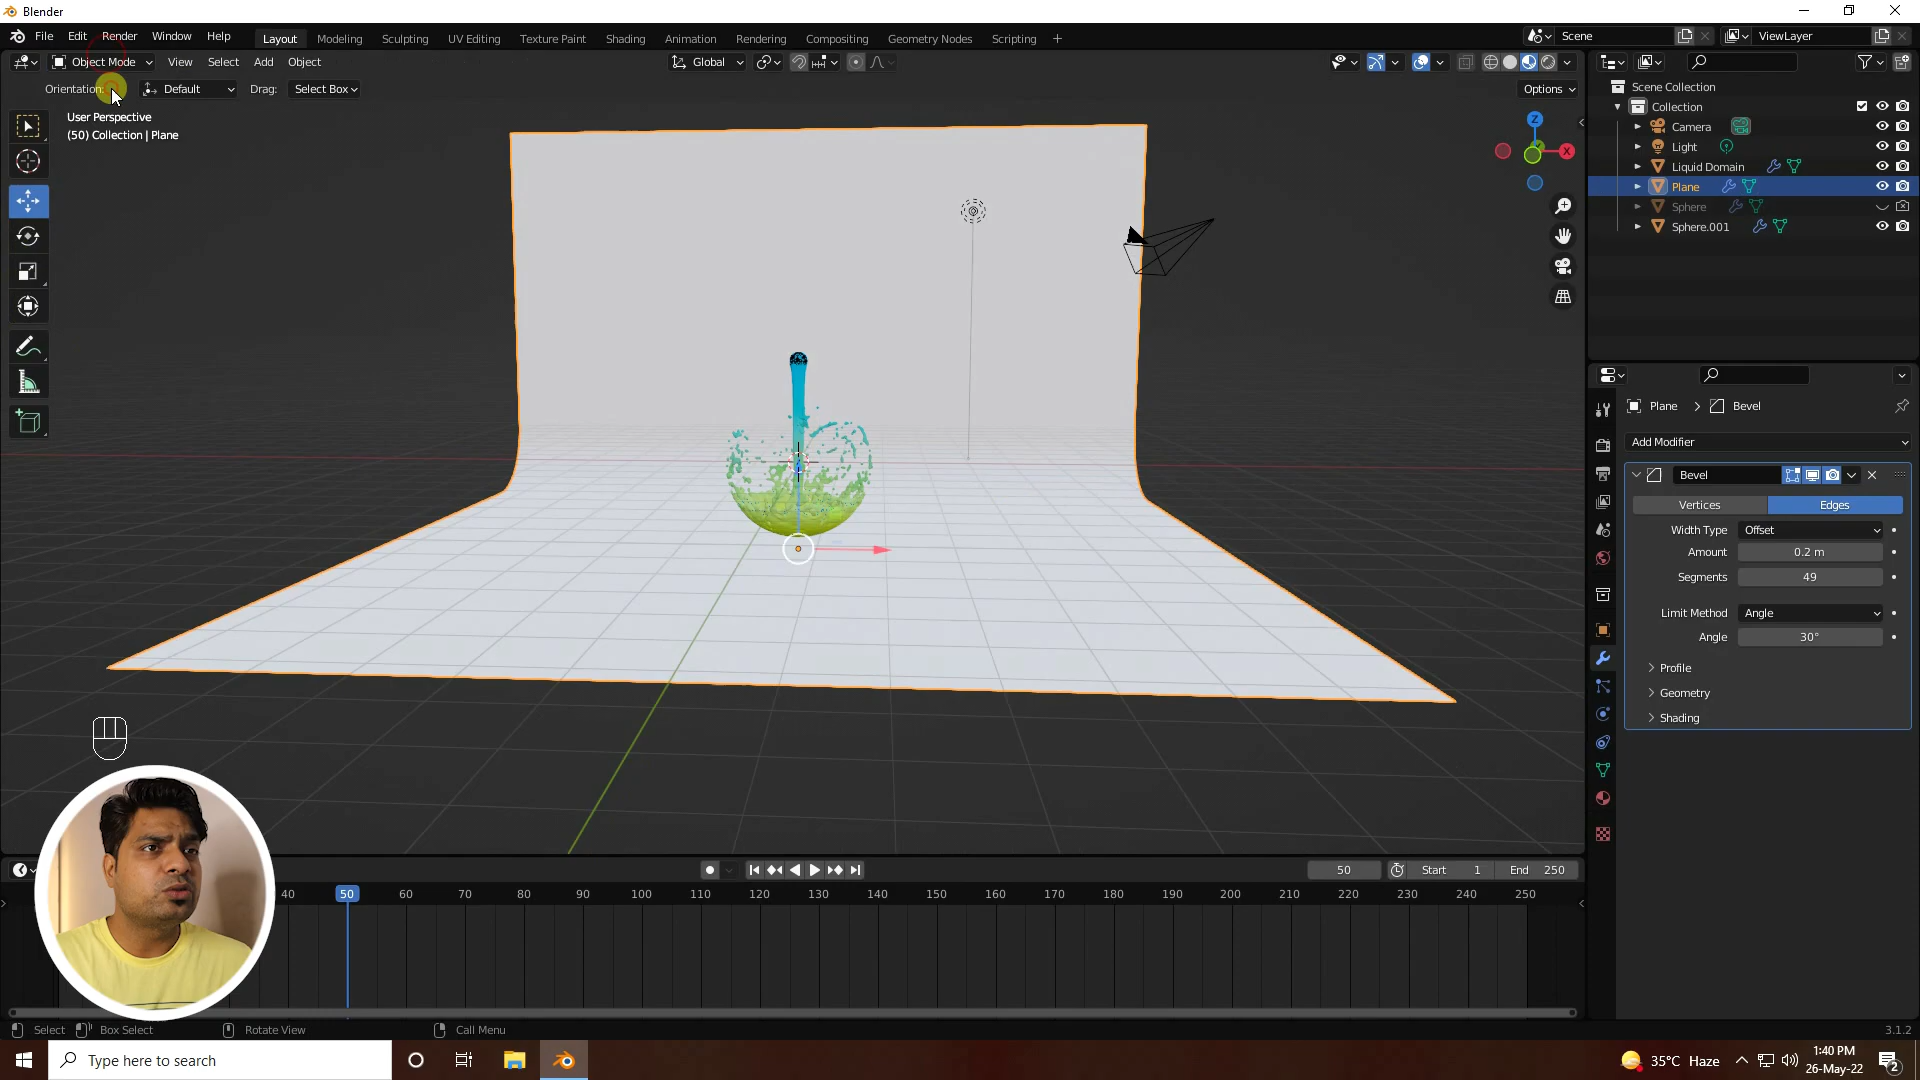 Blender
File Edit Render Window Help
Layout Modeling Sculpting UV Editing Texture Paint Shading Animation Rendering Compositing Geometry Nodes Scripting +
Scene ViewLayer
Object Mode View Select Add Object
Global
Orientation: Default Drag: Select Box
Options
User Perspective
(50) Collection | Plane
Z
X
Scene Collection
Collection
Camera
Light
Liquid Domain
Plane
Sphere
Sphere.001
Plane > Bevel
Add Modifier
Bevel
Vertices Edges
Width Type Offset
Amount 0.2 m
Segments 49
Limit Method Angle
Angle 30°
Profile
Geometry
Shading
50 Start 1 End 250
40 50 60 70 80 90 100 110 120 130 140 150 160 170 180 190 200 210 220 230 240 250
Select Box Select Rotate View Call Menu
3.1.2
Type here to search
35°C Haze
1:40 PM
26-May-22
2